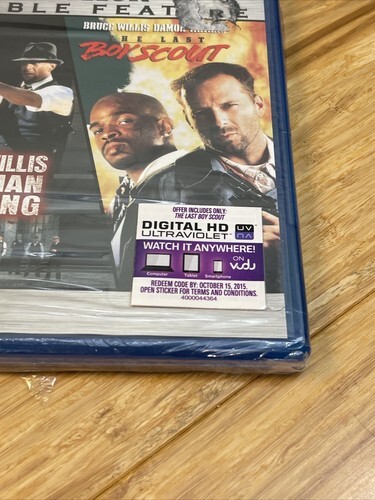 BLE FEATURE
BRUCE WILLIS DAMON
THE LAST
BOY SCOUT
ILLIS
MAN
NG
OFFER INCLUDES ONLY:
THE LAST BOY SCOUT
DIGITAL HD UV
ULTRAVIOLET
WATCH IT ANYWHERE!
ON
VUDU
Computer Tablet Smartphone
REDEEM CODE BY: OCTOBER 15, 2015.
OPEN STICKER FOR TERMS AND CONDITIONS.
4000044364